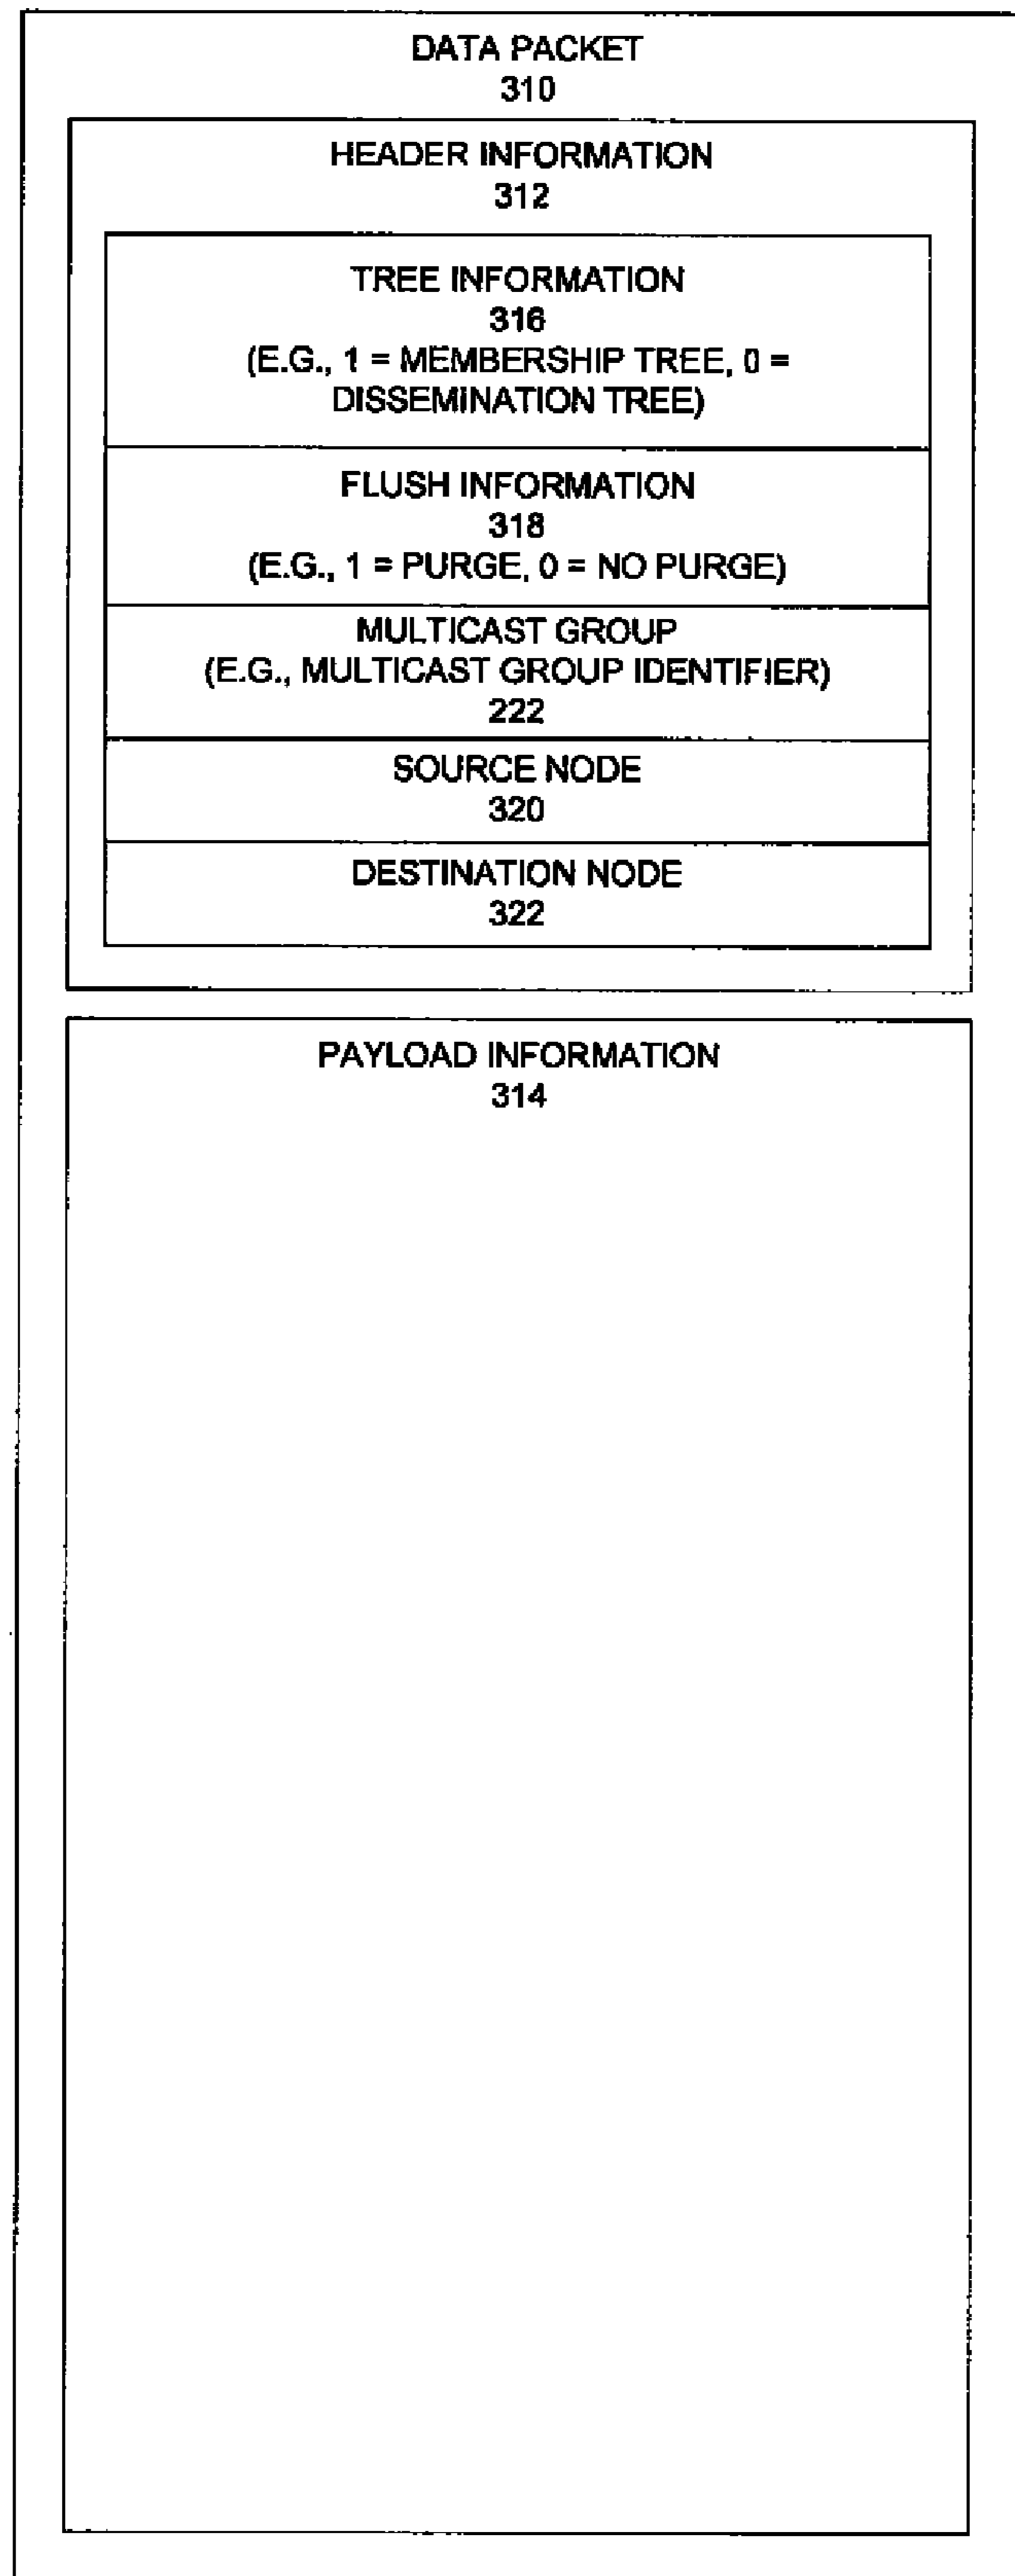 DATA PACKET
310
HEADER INFORMATION
312
TREE INFORMATION
316
(E.G., 1 = MEMBERSHIP TREE, 0 =
DISSEMINATION TREE)
FLUSH INFORMATION
318
(E.G., 1 = PURGE, 0 = NO PURGE)
MULTICAST GROUP
(E.G., MULTICAST GROUP IDENTIFIER)
222
SOURCE NODE
320
DESTINATION NODE
322
PAYLOAD INFORMATION
314